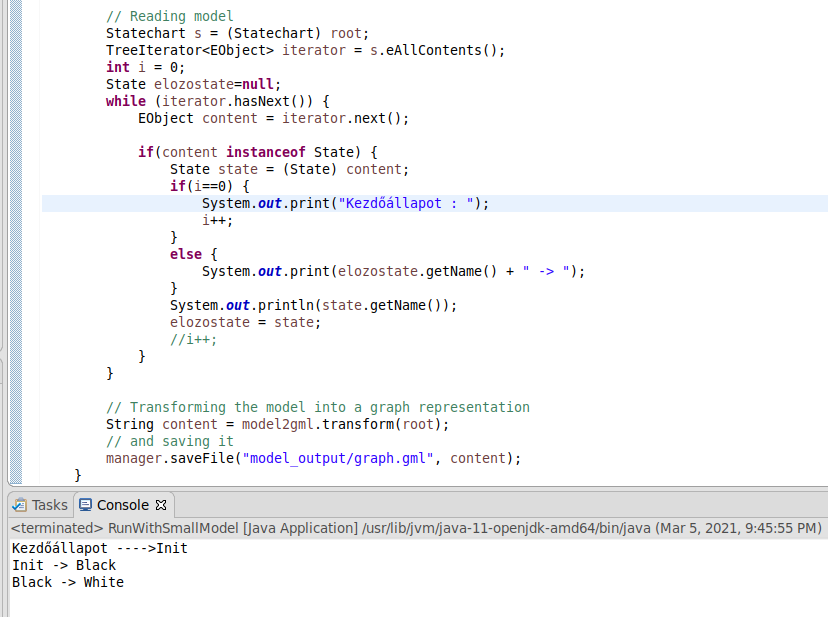 // Reading model
Statechart s = (Statechart) root;
TreeIterator<EObject> iterator = s.eAllContents();
int i = 0;
State elozostate=null;
while (iterator.hasNext()) {
EObject content = iterator.next();
if(content instanceof State) {
State state = (State) content;
if(i==0) {
System.out.print("Kezdőállapot : ");
i++;
}
else {
System.out.print(elozostate.getName() + " -> ");
}
System.out.println(state.getName());
elozostate = state;
//i++;
}
}
// Transforming the model into a graph representation
String content = model2gml.transform(root);
// and saving it
manager.saveFile("model_output/graph.gml", content);
}
Tasks Console
<terminated> RunWithSmallModel [Java Application] /usr/lib/jvm/java-11-openjdk-amd64/bin/java (Mar 5, 2021, 9:45:55 PM)
Kezdőállapot ---->Init
Init -> Black
Black -> White